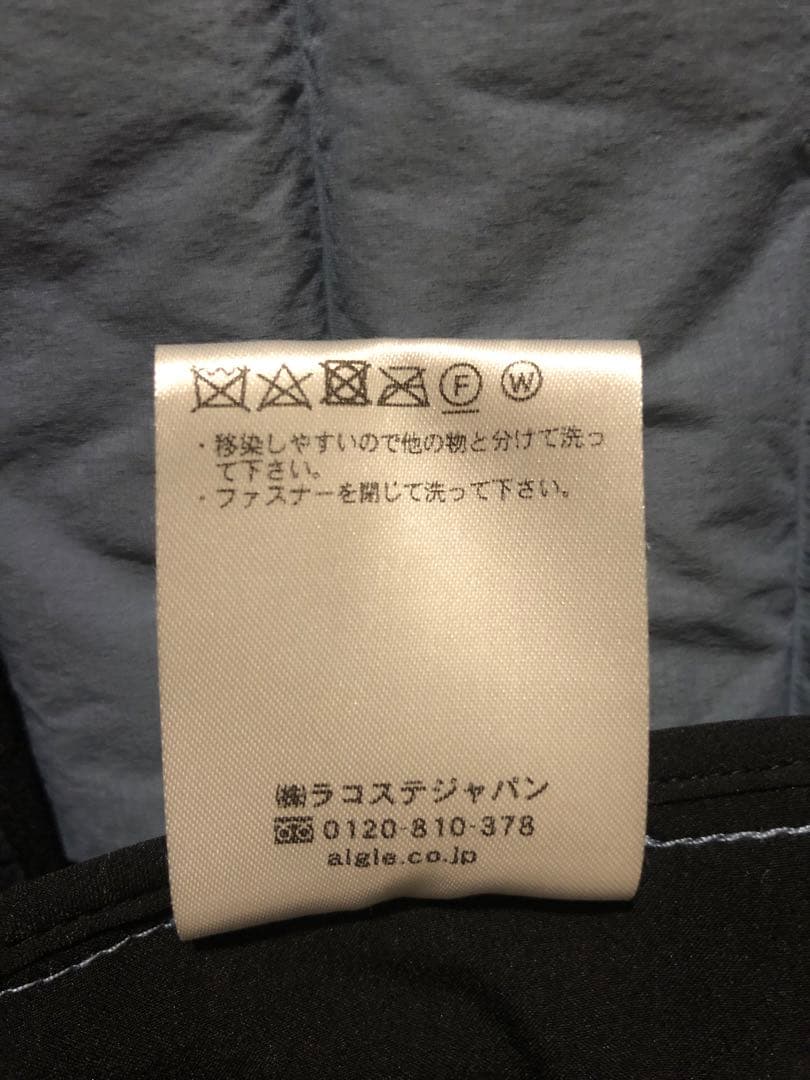 F W
・移染しやすいので他の物と分けて洗っ
て下さい。
・ファスナーを閉じて洗って下さい。
㈱ラコステジャパン
0120-810-378
aigle.co.jp